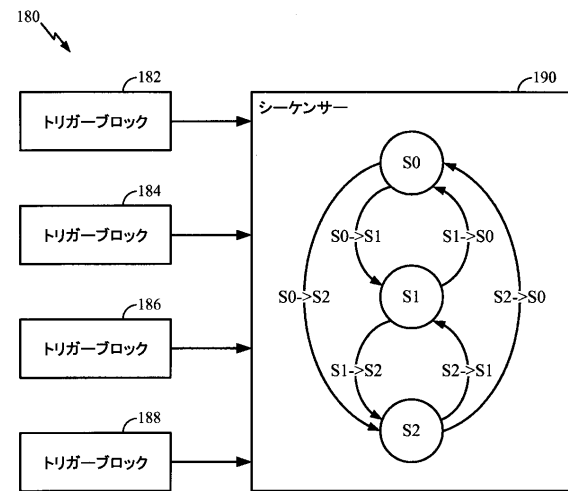 180
182
トリガーブロック
184
トリガーブロック
186
トリガーブロック
188
トリガーブロック
190
シーケンサー
S0
S0->S1
S1->S0
S0->S2
S2->S0
S1
S1->S2
S2->S1
S2